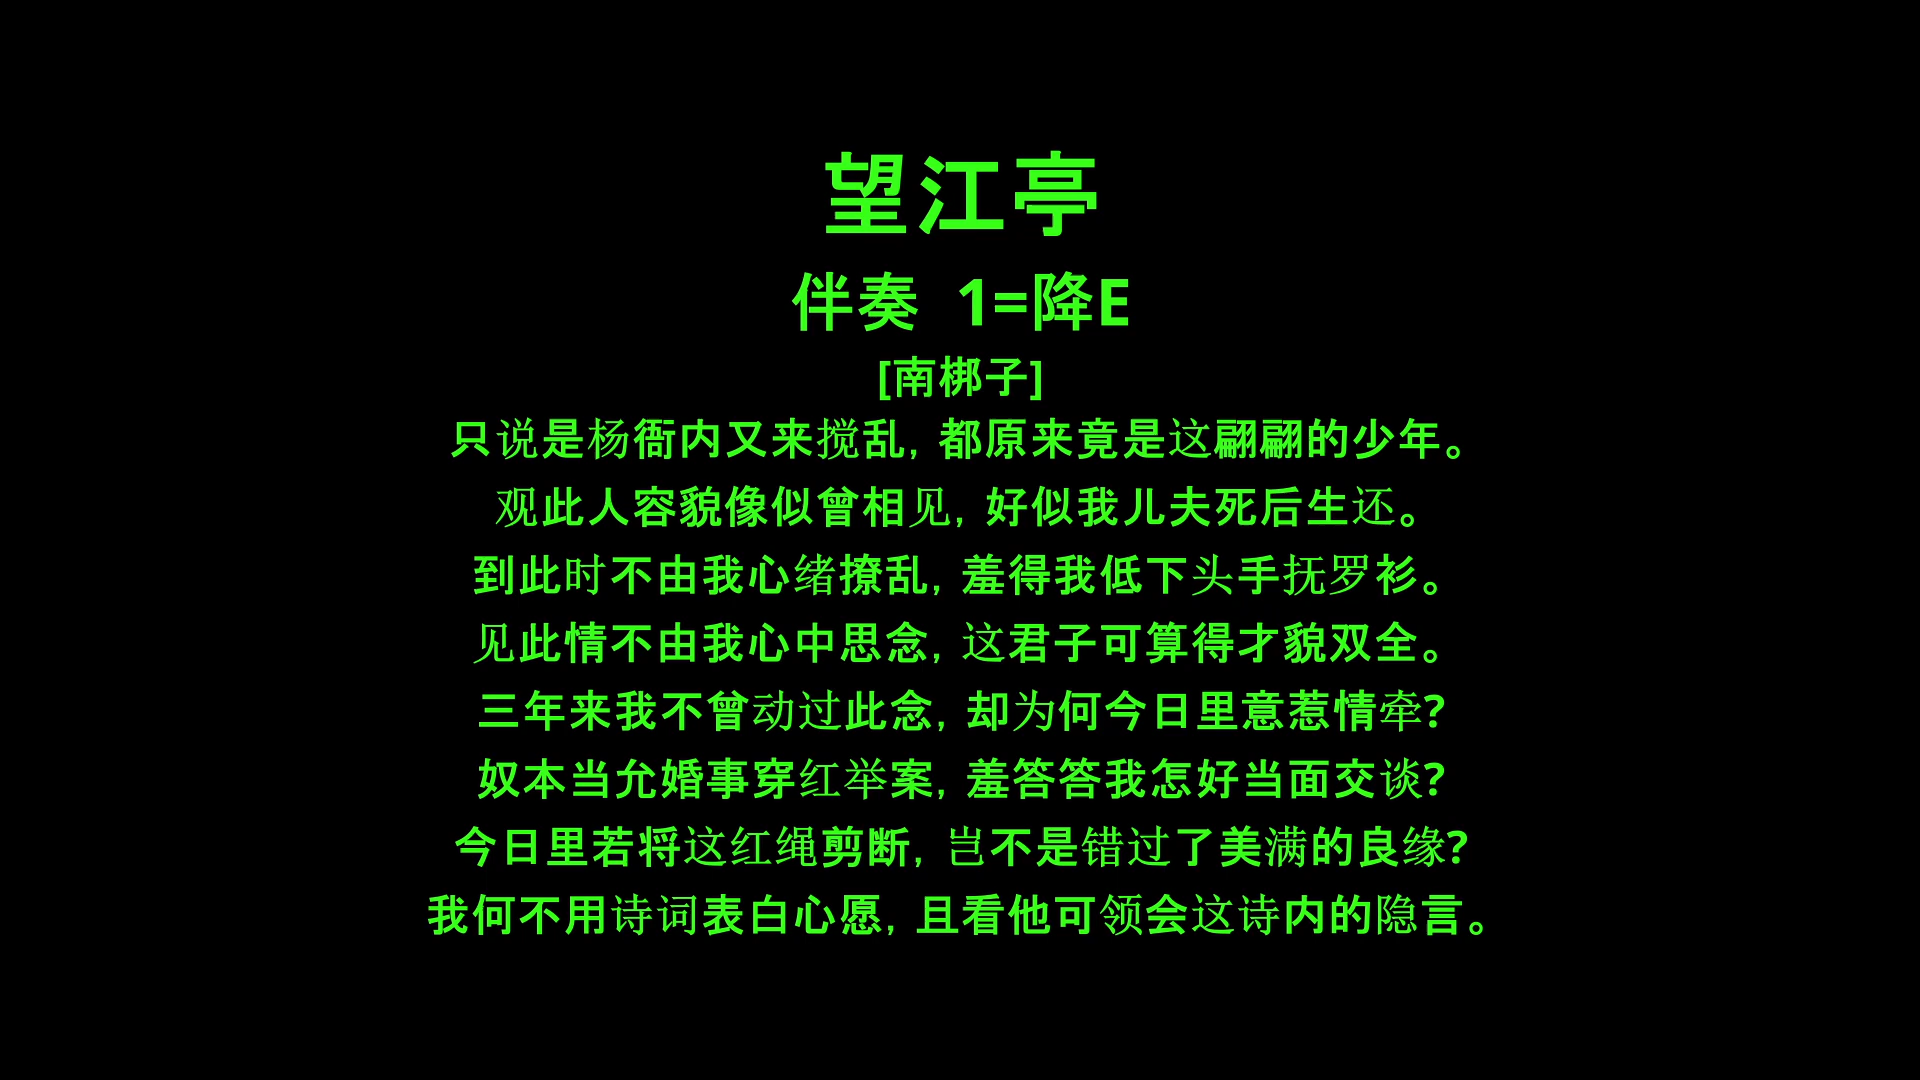 望江亭
伴奏 1=降E
[南梆子]
只说是杨衙内又来搅乱,都原来竟是这翩翩的少年。
观此人容貌像似曾相见,好似我儿夫死后生还。
到此时不由我心绪撩乱,羞得我低下头手抚罗衫。
见此情不由我心中思念,这君子可算得才貌双全。
三年来我不曾动过此念,却为何今日里意惹情牵?
奴本当允婚事穿红举案,羞答答我怎好当面交谈?
今日里若将这红绳剪断,岂不是错过了美满的良缘?
我何不用诗词表白心愿,且看他可领会这诗内的隐言。